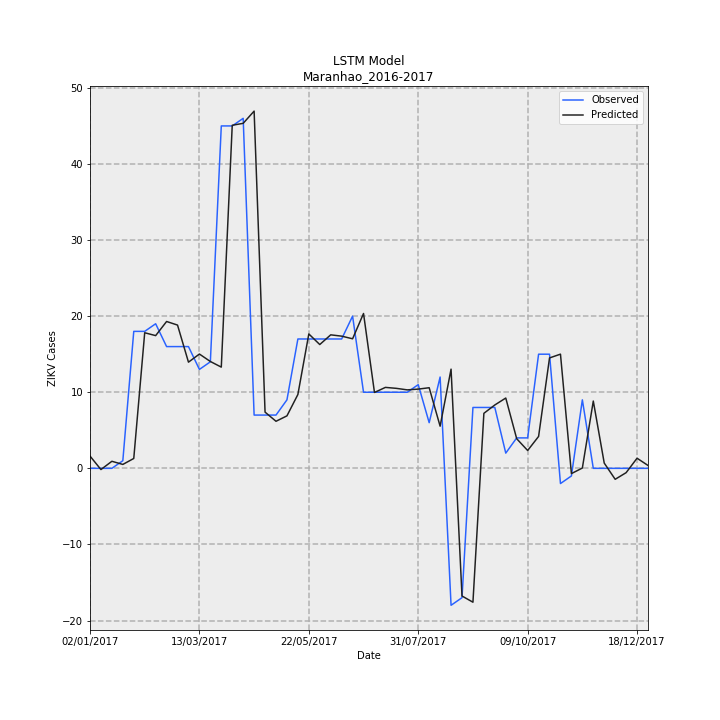 LSTM Model
Maranhao_2016-2017
Observed
Predicted
50
40
30
20
10
0
−10
−20
ZIKV Cases
02/01/2017 13/03/2017 22/05/2017 31/07/2017 09/10/2017 18/12/2017
Date